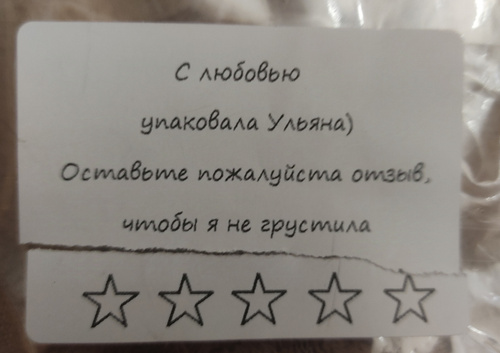 С любовью
упаковала Ульяна)
Оставьте пожалуйста отзыв,
чтобы я не грустила